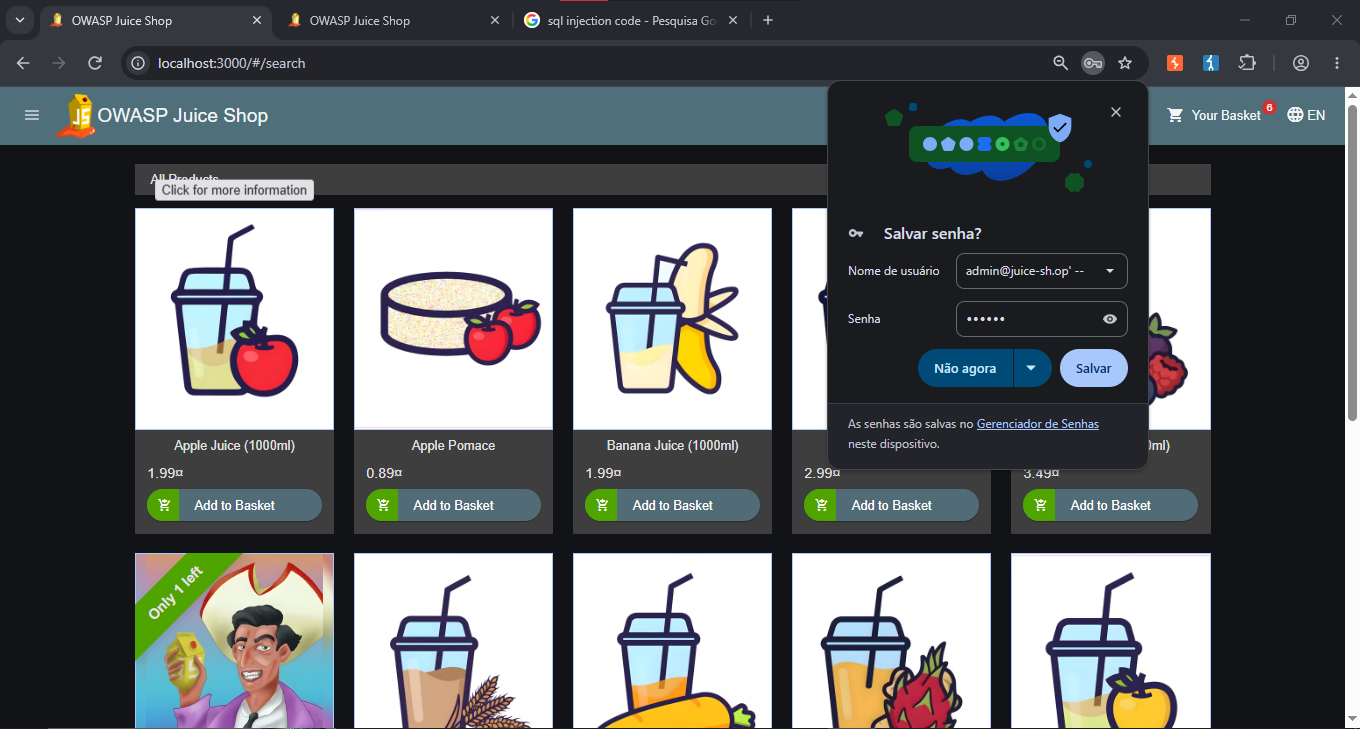 OWASP Juice Shop
OWASP Juice Shop
sql injection code - Pesquisa Go
localhost:3000/#/search
OWASP Juice Shop
Your Basket
6
EN
All Products
Click for more information
Salvar senha?
Nome de usuário
admin@juice-sh.op' --
Senha
••••••
Não agora
Salvar
As senhas são salvas no Gerenciador de Senhas
neste dispositivo.
Apple Juice (1000ml)
1.99¤
Add to Basket
Apple Pomace
0.89¤
Add to Basket
Banana Juice (1000ml)
1.99¤
Add to Basket
2.99¤
Add to Basket
ml)
3.49¤
Add to Basket
Only 1 left